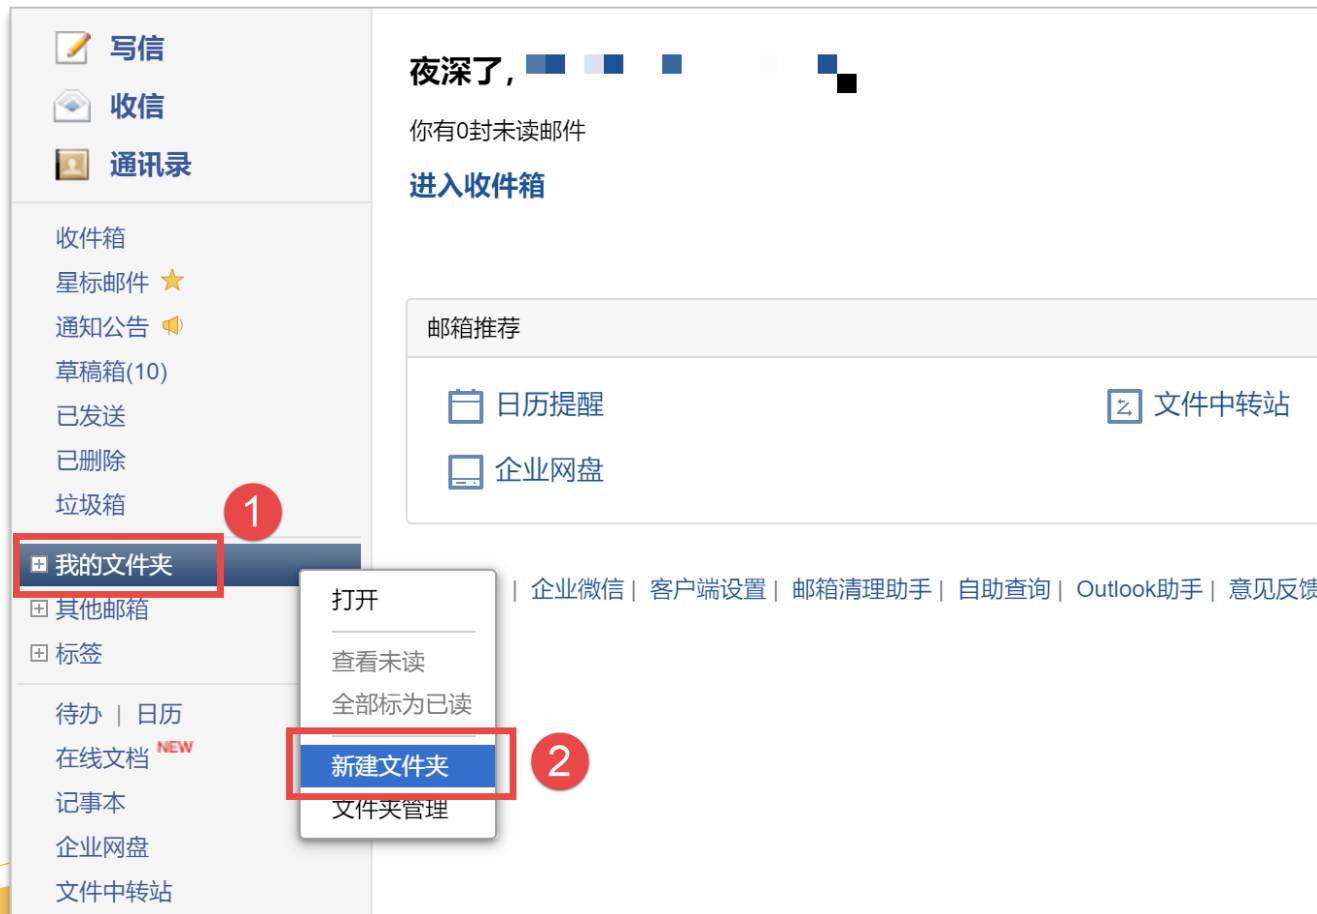 写信
收信
通讯录
收件箱
星标邮件
通知公告
草稿箱(10)
已发送
已删除
垃圾箱
1
我的文件夹
其他邮箱
标签
待办 | 日历
在线文档 NEW
记事本
企业网盘
文件中转站
打开
查看未读
全部标为已读
新建文件夹
2
文件夹管理
夜深了,
你有0封未读邮件
进入收件箱
邮箱推荐
日历提醒
文件中转站
企业网盘
| 企业微信 | 客户端设置 | 邮箱清理助手 | 自助查询 | Outlook助手 | 意见反馈